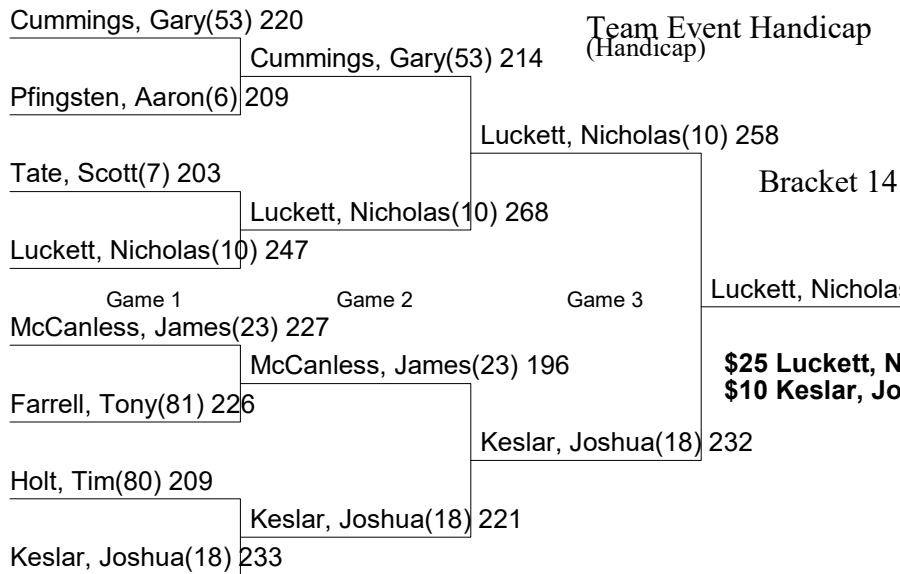 Cummings, Gary(53) 220
Team Event Handicap
(Handicap)
Cummings, Gary(53) 214
Pfingsten, Aaron(6) 209
Luckett, Nicholas(10) 258
Tate, Scott(7) 203
Bracket 14
Luckett, Nicholas(10) 268
Luckett, Nicholas(10) 247
Game 1
Game 2
Game 3
Luckett, Nicholas
McCanless, James(23) 227
McCanless, James(23) 196
$25 Luckett, N
$10 Keslar, Jo
Farrell, Tony(81) 226
Keslar, Joshua(18) 232
Holt, Tim(80) 209
Keslar, Joshua(18) 221
Keslar, Joshua(18) 233